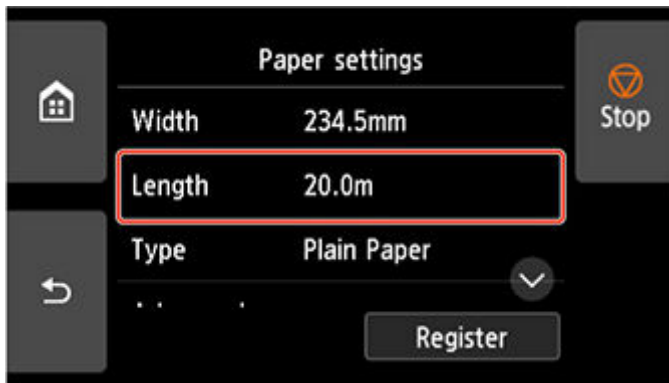 Paper settings
Stop
Width 234.5mm
Length 20.0m
Type Plain Paper
Register